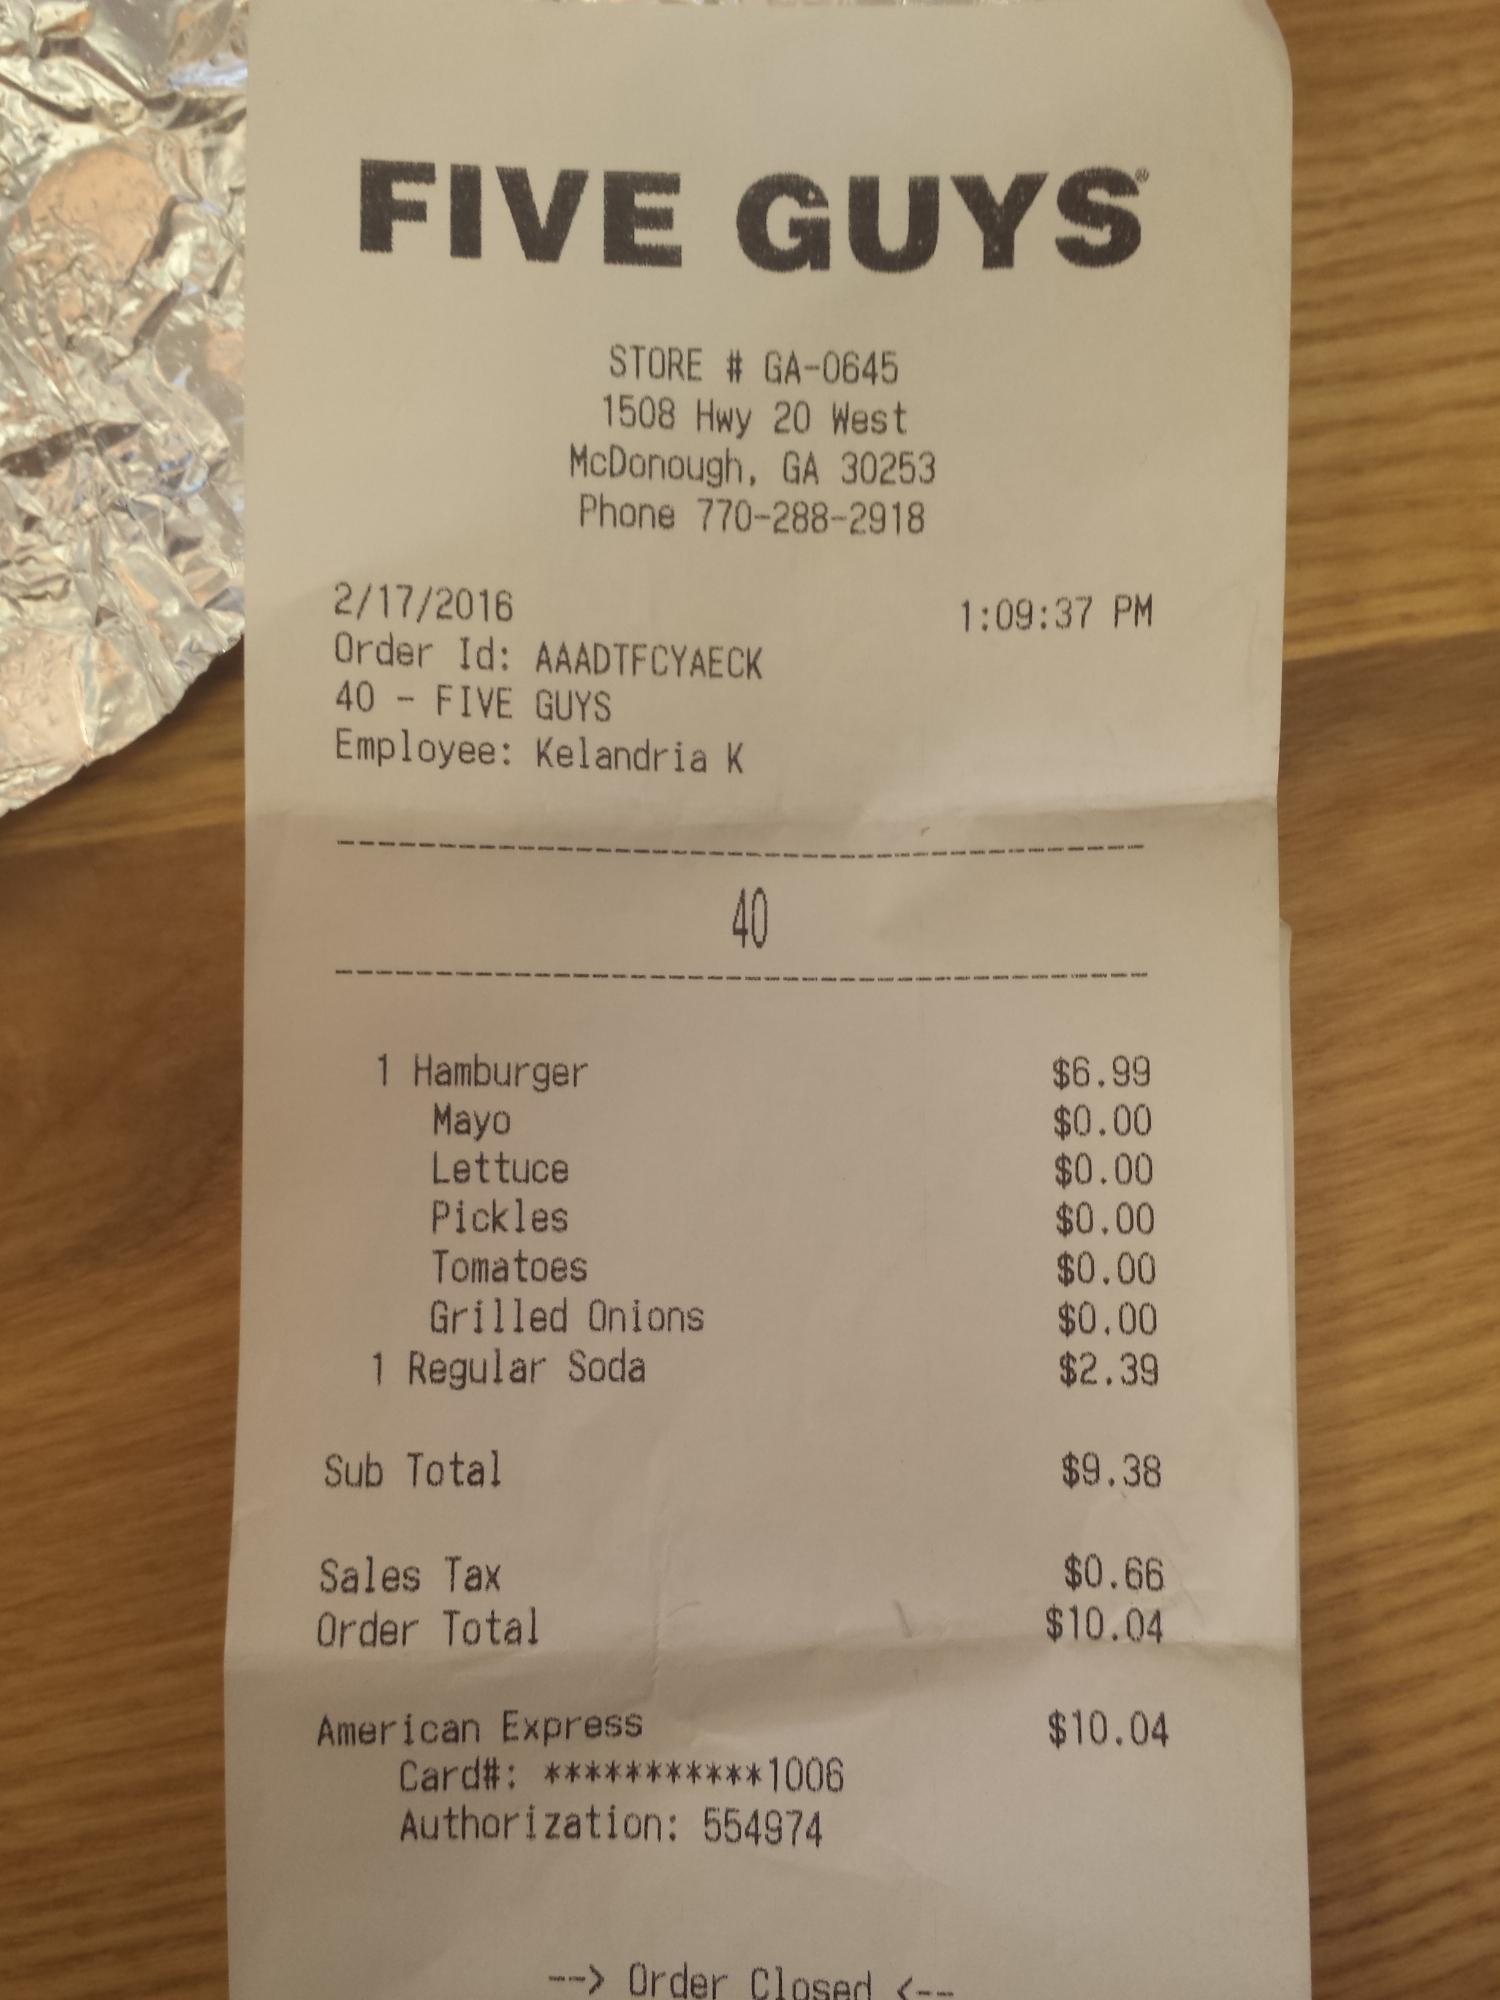 FIVE GUYS®
STORE # GA-0645
1508 Hwy 20 West
McDonough, GA 30253
Phone 770-288-2918
2/17/2016 1:09:37 PM
Order Id: AAADTFCYAECK
40 - FIVE GUYS
Employee: Kelandria K
40
1 Hamburger $6.99
Mayo $0.00
Lettuce $0.00
Pickles $0.00
Tomatoes $0.00
Grilled Onions $0.00
1 Regular Soda $2.39
Sub Total $9.38
Sales Tax $0.66
Order Total $10.04
American Express $10.04
Card#: ***********1006
Authorization: 554974
--> Order Closed <--